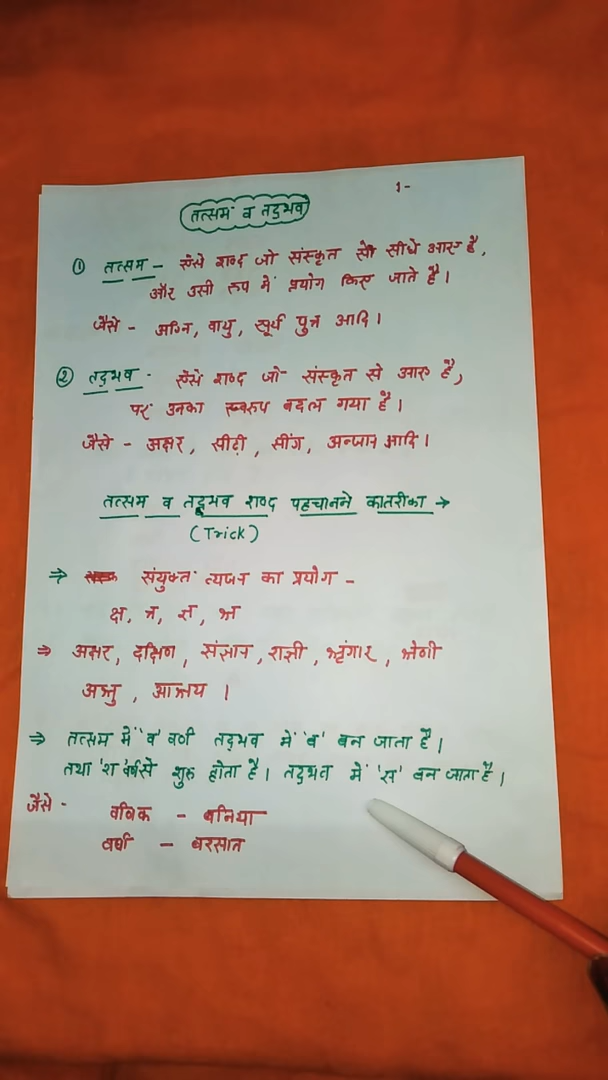 1-
तत्सम व तद्भव
① तत्सम - ऐसे शब्द जो संस्कृत से सीधे आए है,
और उसी रुप में प्रयोग किए जाते है।
जैसे - अग्नि, वायु, सूर्य पुत्र आदि।
② तद्भव - ऐसे शब्द जो संस्कृत से आए है,
पर उनका स्वरुप बदल गया है।
जैसे - अक्षर, सीटी, सींग, अन्जान आदि।
तत्सम व तद्भव शब्द पहचानने का तरीका →
(Trick)
⇒ संयुक्त व्यंजन का प्रयोग -
क्ष, त्र, ज्ञ, श्र
⇒ अक्षर, दक्षिण, संज्ञान, राज्ञी, श्रृंगार, श्रेणी
अश्रु, आश्रय।
⇒ तत्सम में 'व' वर्ण तद्भव में 'ब' बन जाता है।
तथा 'श' वर्ण से शुरु होता है। तद्भव में 'स' बन जाता है।
जैसे - वणिक - बनिया
वर्षा - बरसात